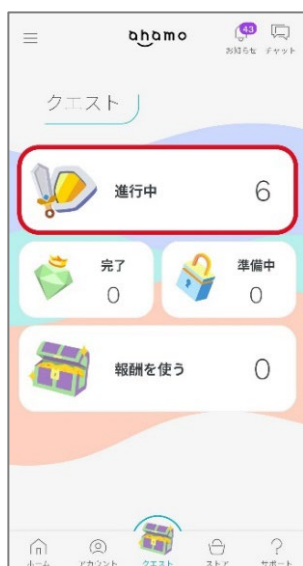 ahamo
43
お知らせ チャット
クエスト
進行中 6
完了
0
準備中
0
報酬を使う 0
ホーム アカウント クエスト ストア サポート